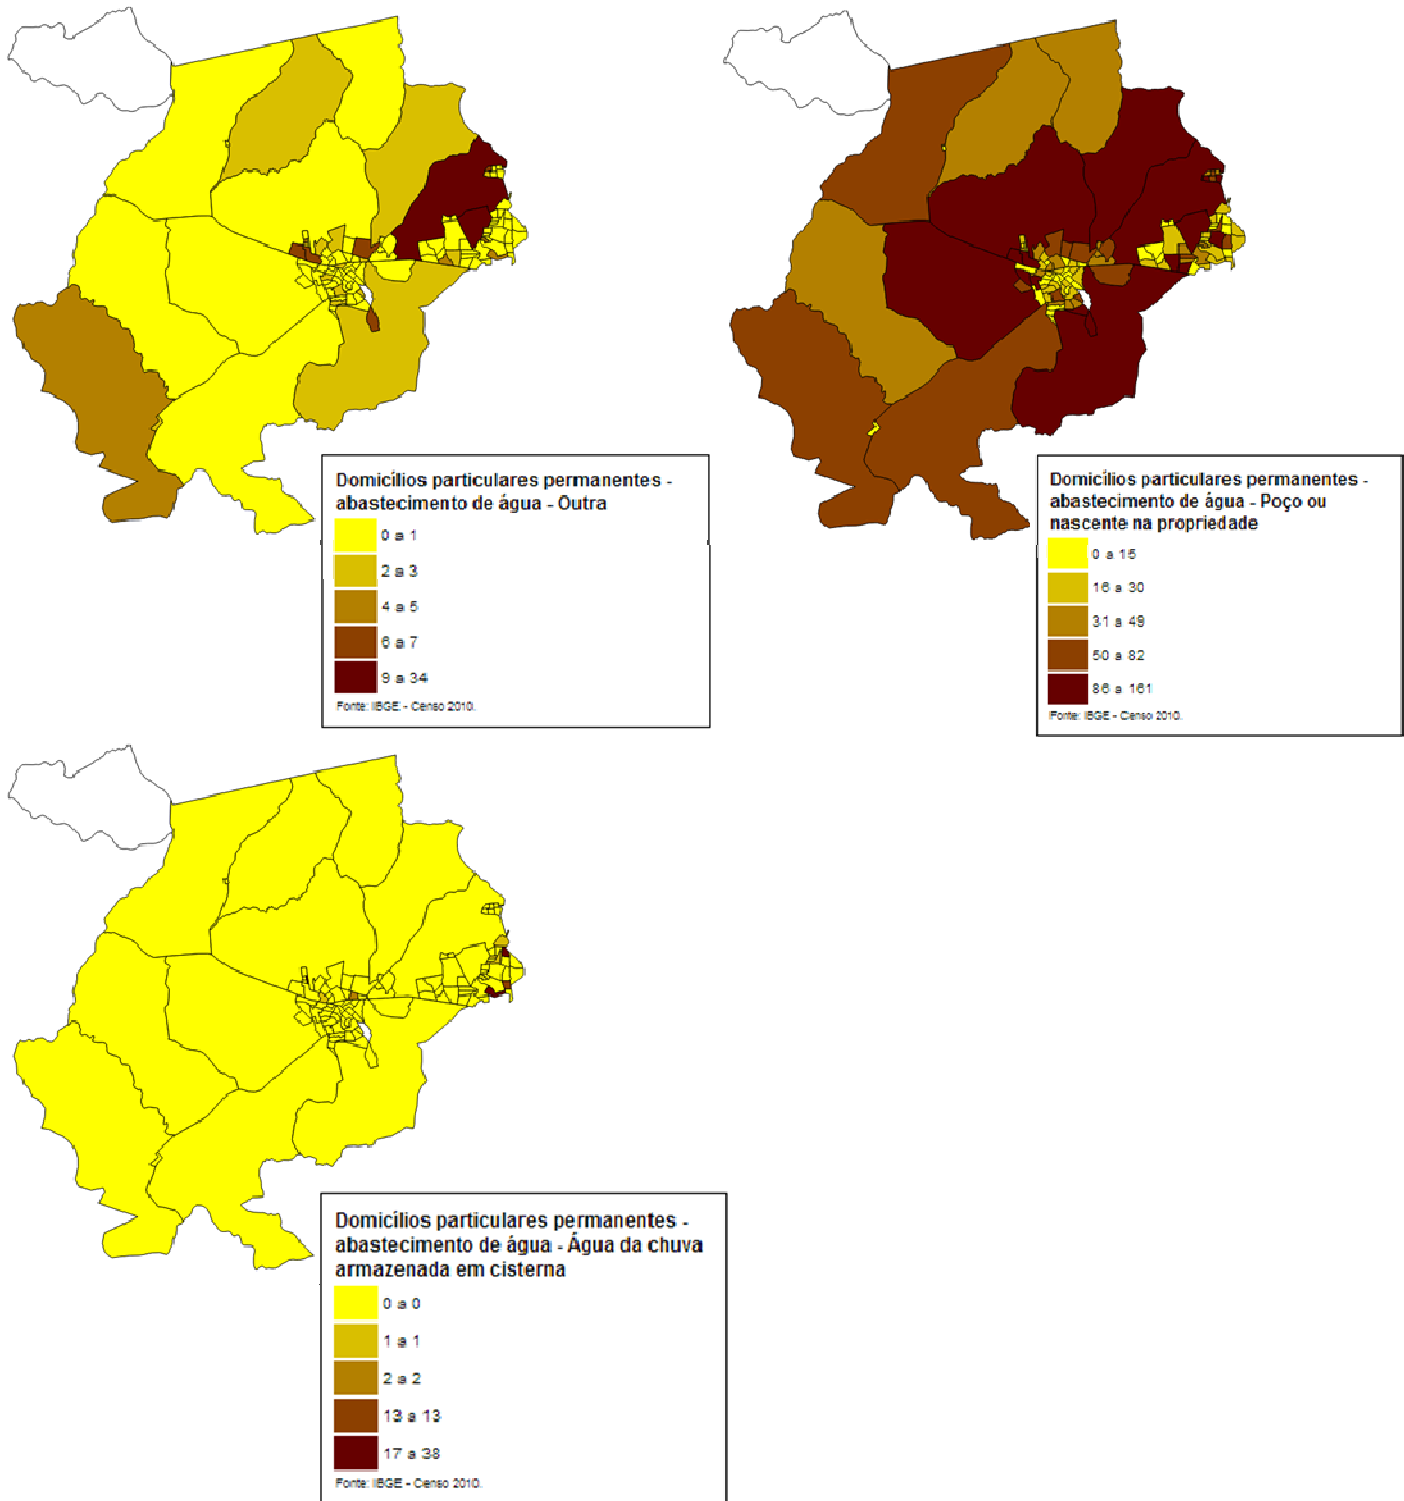 Domicílios particulares permanentes -
abastecimento de água - Outra
0 a 1
2 a 3
4 a 5
6 a 7
9 a 34
Fonte: IBGE - Censo 2010.
Domicílios particulares permanentes -
abastecimento de água - Poço ou
nascente na propriedade
0 a 15
16 a 30
31 a 49
50 a 82
86 a 161
Fonte: IBGE - Censo 2010.
Domicílios particulares permanentes -
abastecimento de água - Água da chuva
armazenada em cisterna
0 a 0
1 a 1
2 a 2
13 a 13
17 a 38
Fonte: IBGE - Censo 2010.